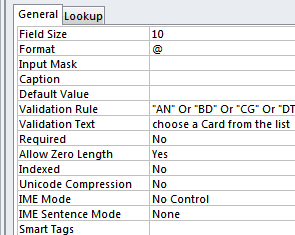 General Lookup
Field Size 10
Format @
Input Mask
Caption
Default Value
Validation Rule "AN" Or "BD" Or "CG" Or "DT
Validation Text choose a Card from the list
Required No
Allow Zero Length Yes
Indexed No
Unicode Compression No
IME Mode No Control
IME Sentence Mode None
Smart Tags